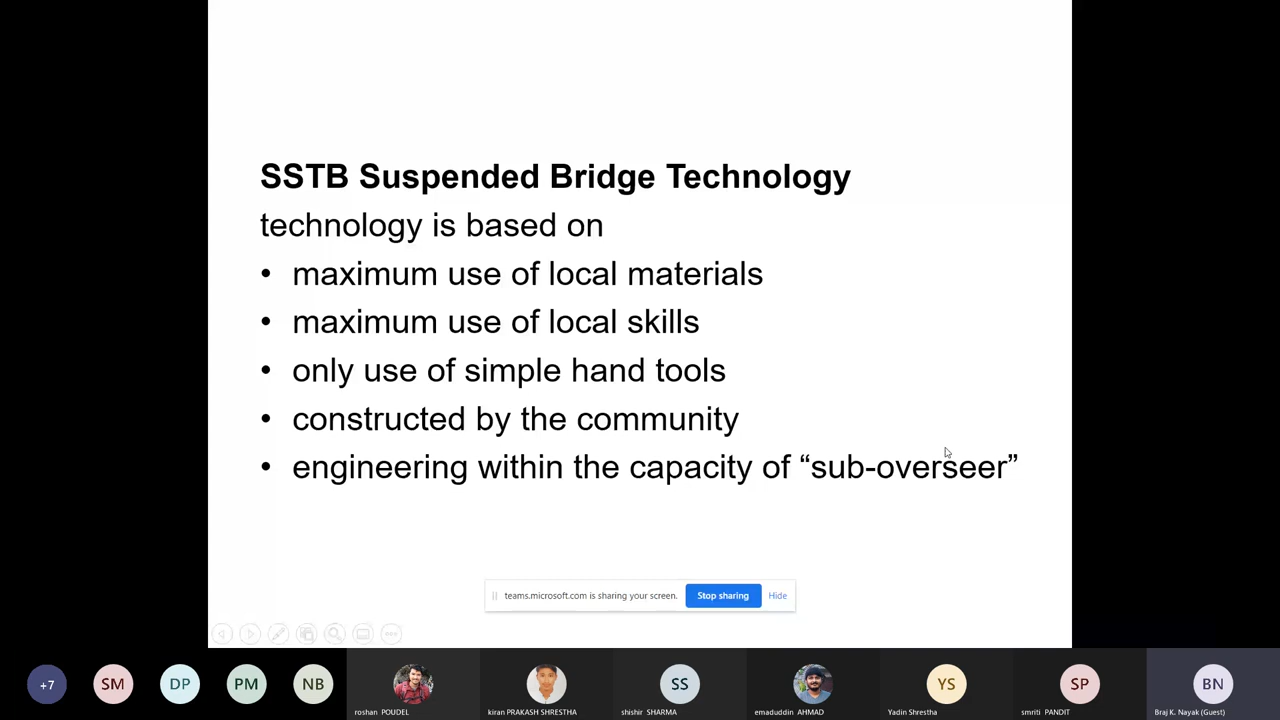 SSTB Suspended Bridge Technology
technology is based on
• maximum use of local materials
• maximum use of local skills
• only use of simple hand tools
• constructed by the community
• engineering within the capacity of “sub-overseer”
teams.microsoft.com is sharing your screen. Stop sharing Hide
+7 SM DP PM NB SS YS SP BN
roshan POUDEL kiran PRAKASH SHRESTHA shishir SHARMA emaduddin AHMAD Yadin Shrestha smriti PANDIT Braj K. Nayak (Guest)